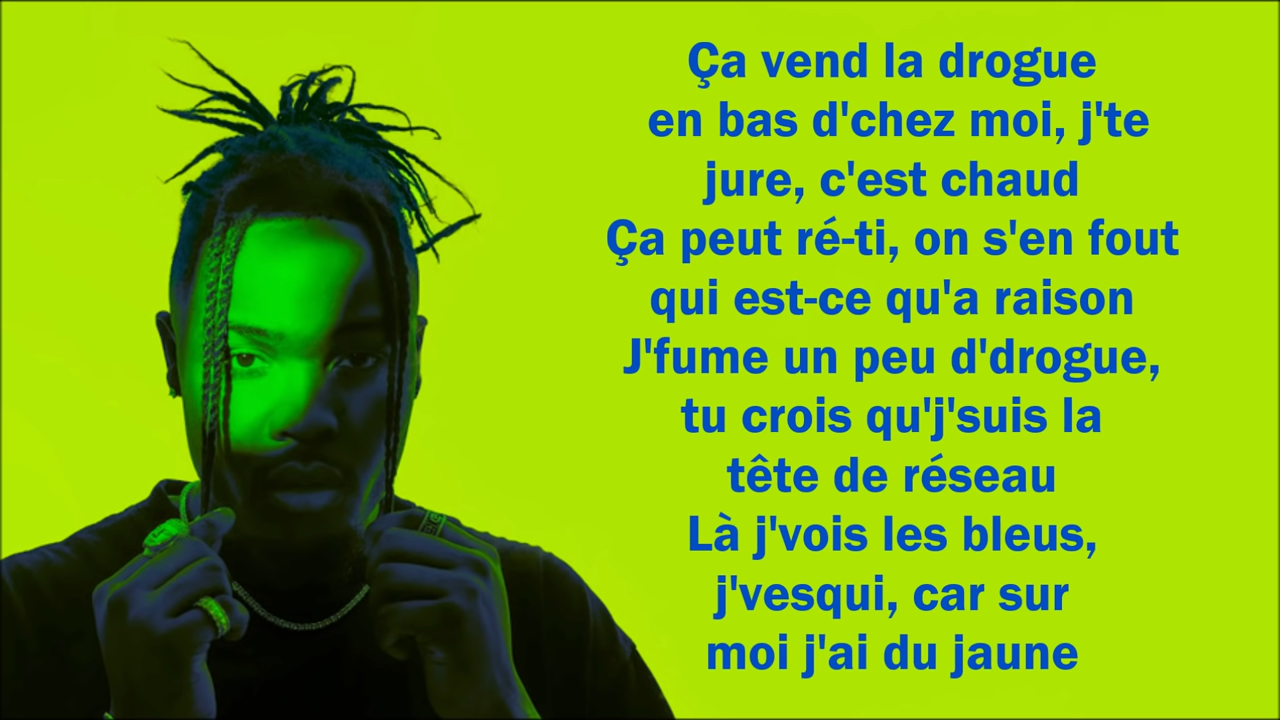 Ça vend la drogue
en bas d'chez moi, j'te
jure, c'est chaud
Ça peut ré-ti, on s'en fout
qui est-ce qu'a raison
J'fume un peu d'drogue,
tu crois qu'j'suis la
tête de réseau
Là j'vois les bleus,
j'vesqui, car sur
moi j'ai du jaune